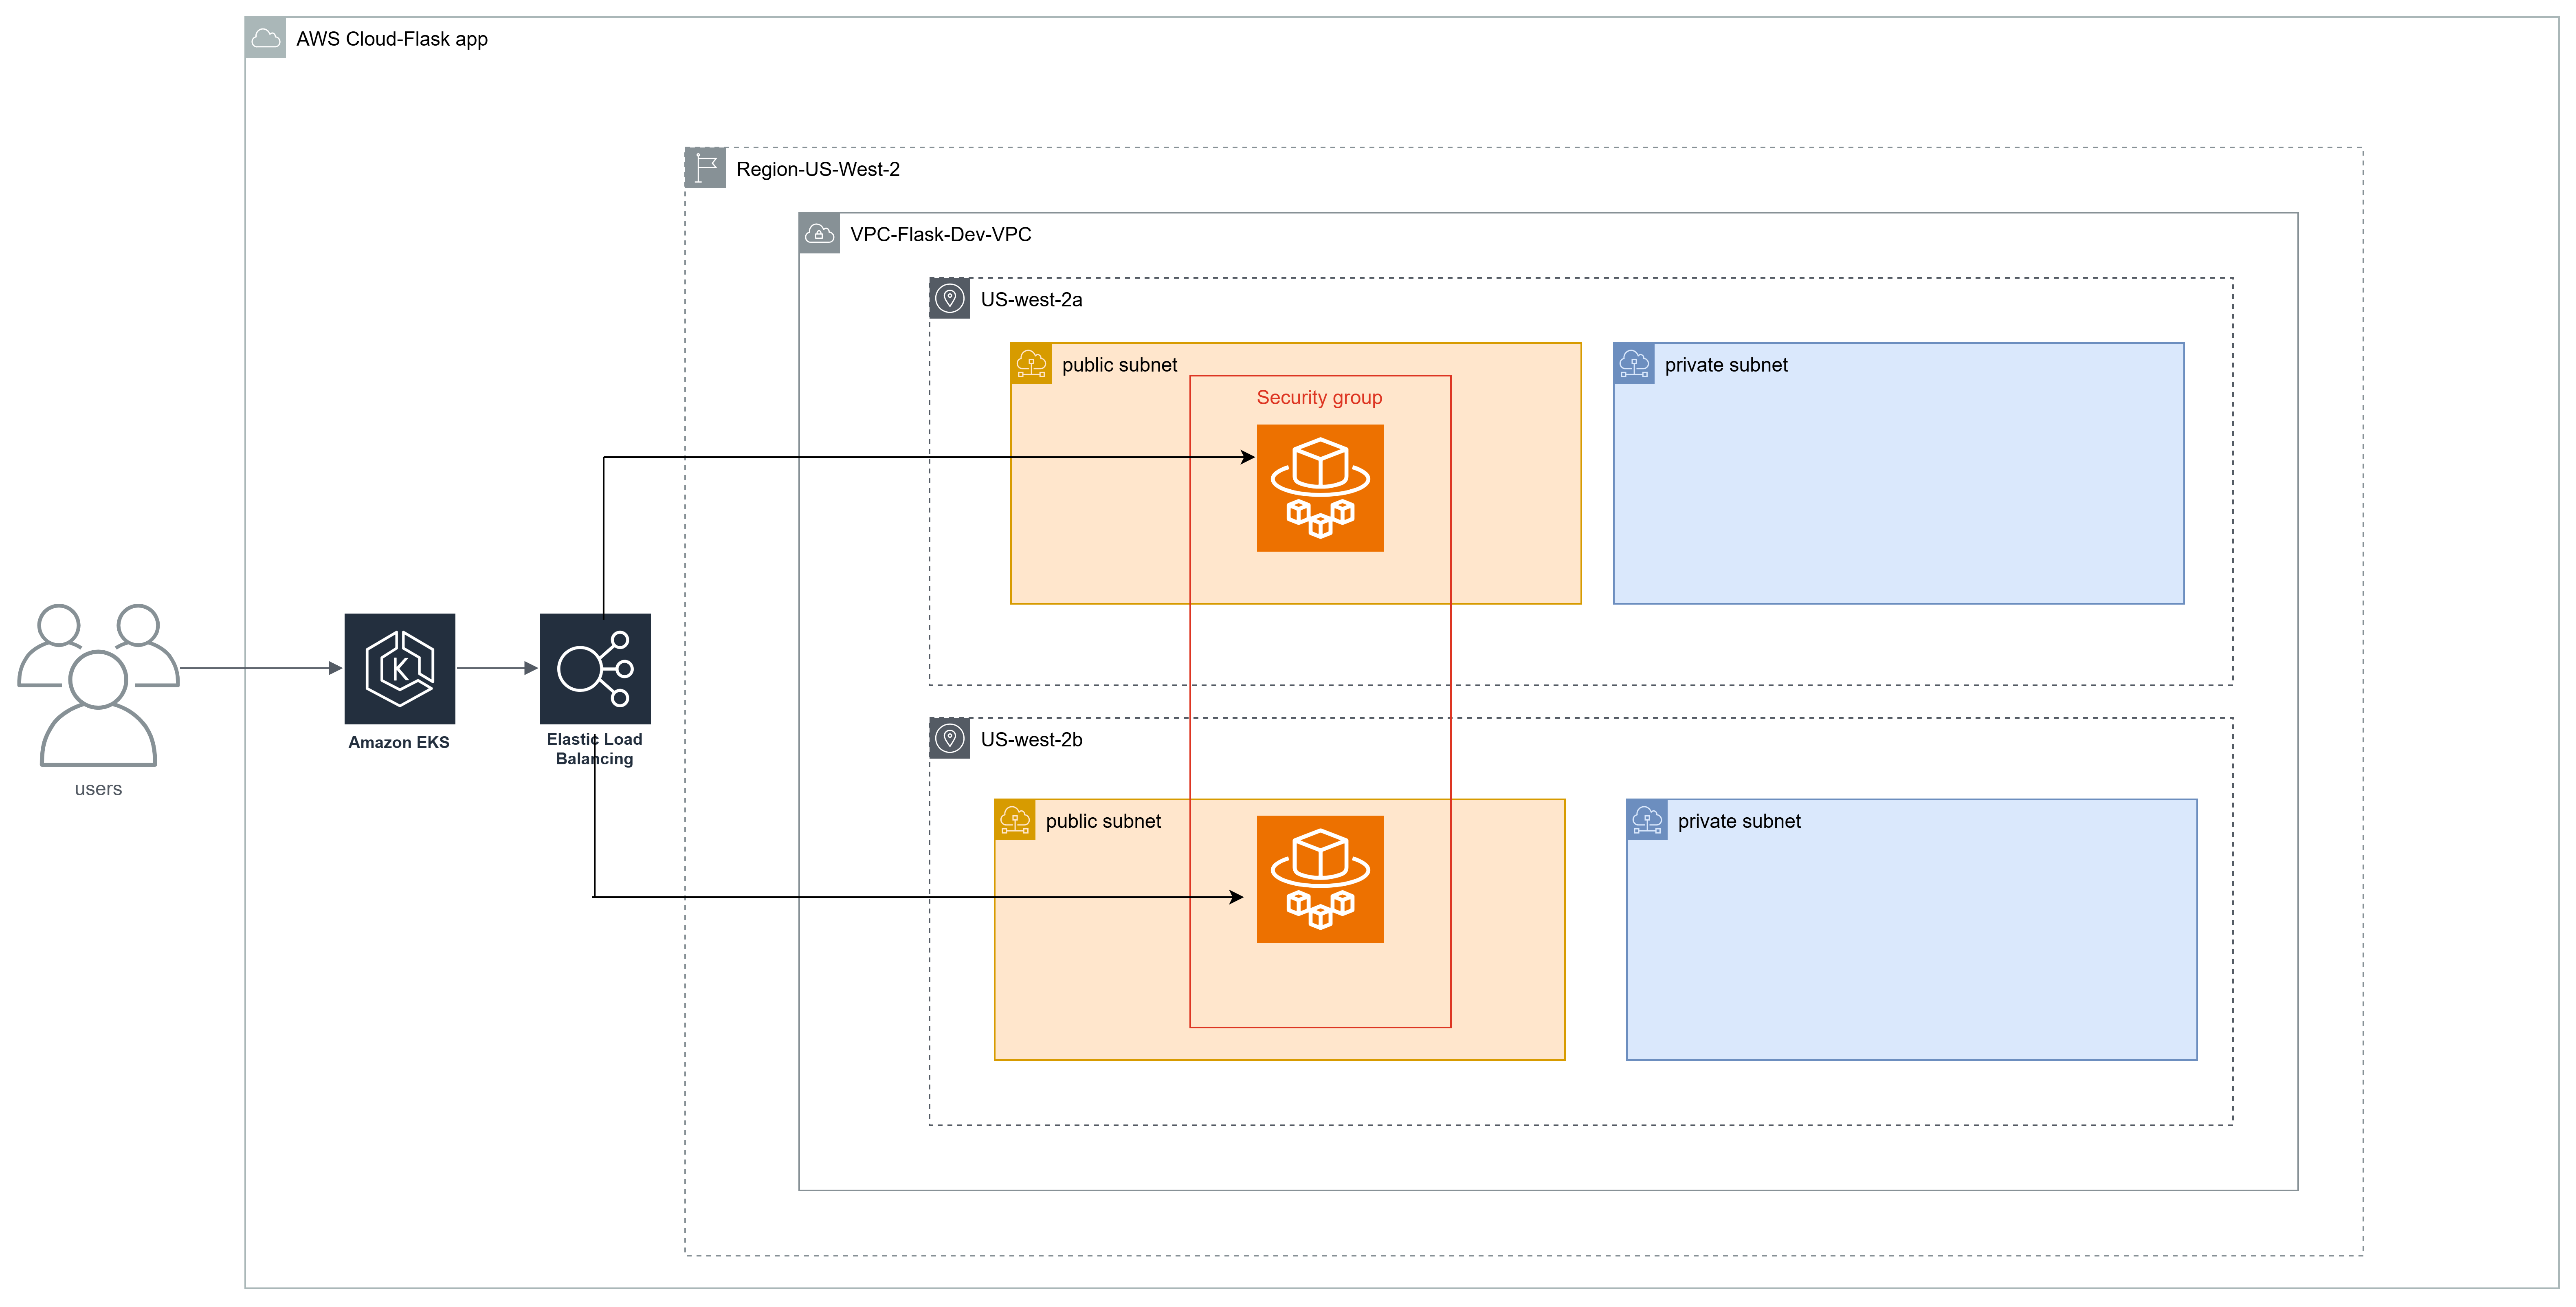 AWS Cloud-Flask app
Region-US-West-2
VPC-Flask-Dev-VPC
US-west-2a
public subnet
private subnet
Security group
Amazon EKS
Elastic Load
Balancing
users
US-west-2b
public subnet
private subnet